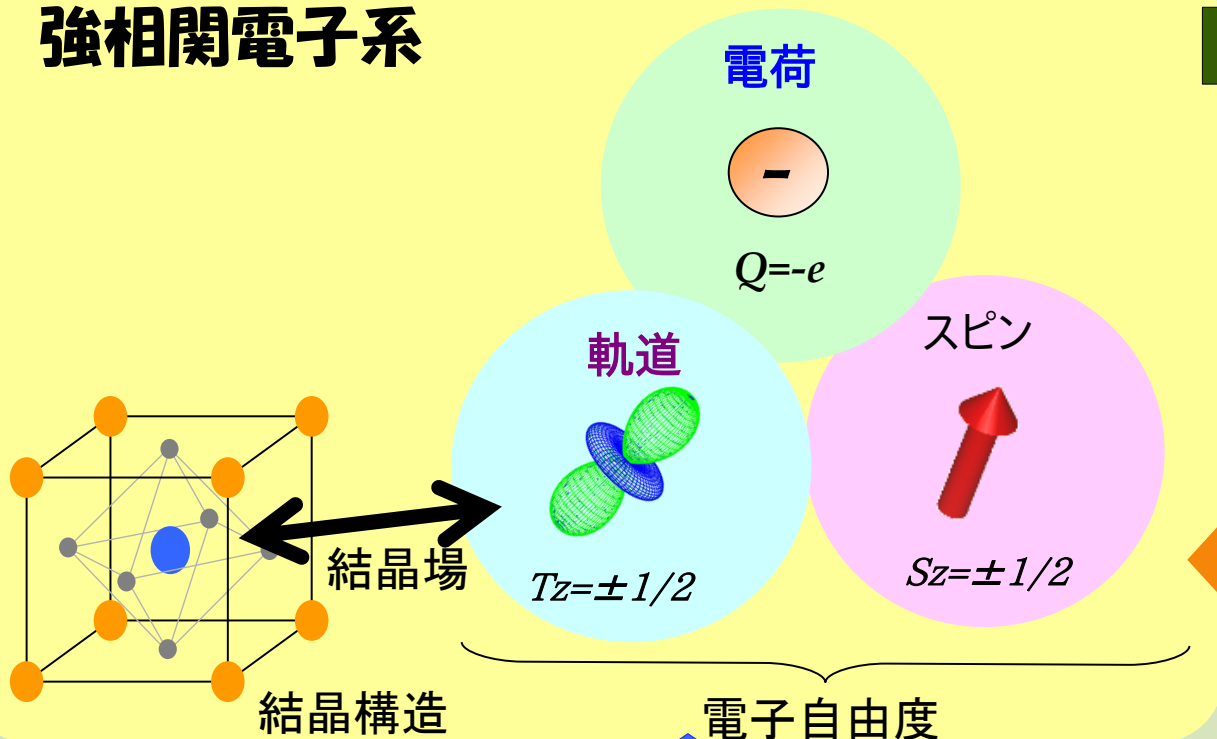 強相関電子系
電荷
-
Q=-e
軌道
スピン
Tz=±1/2
Sz=±1/2
結晶場
結晶構造
電子自由度